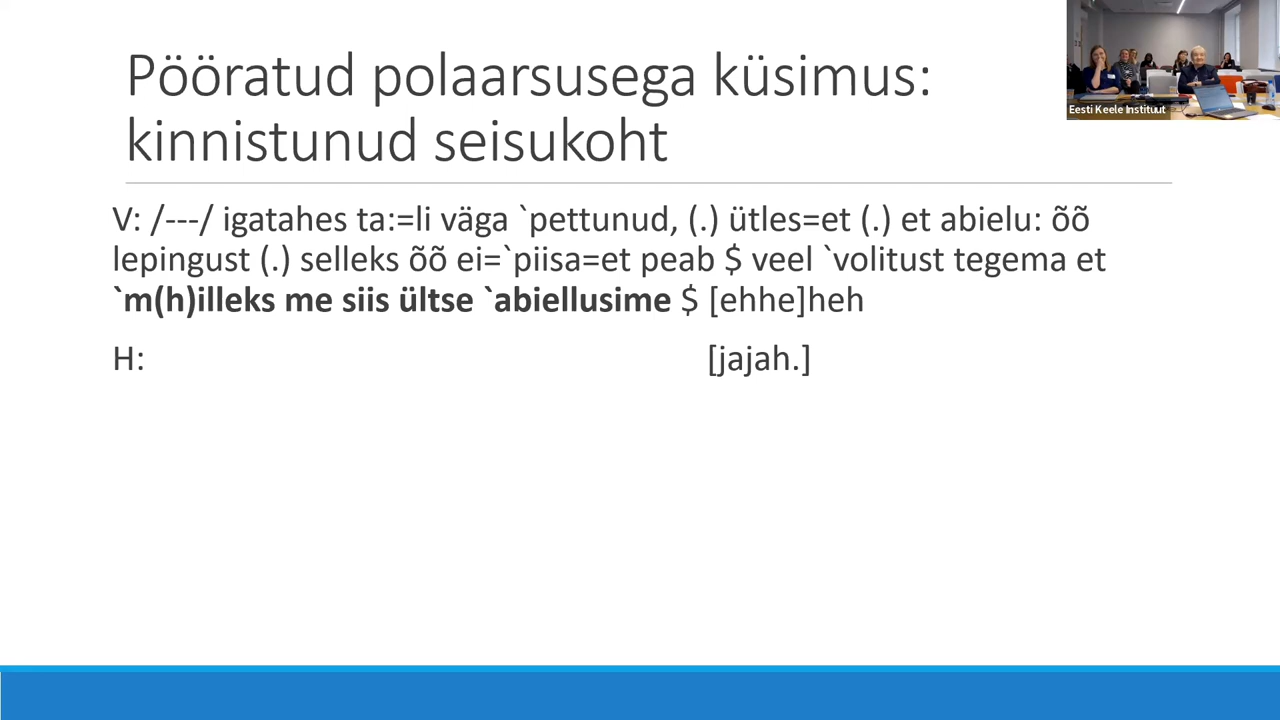 Pööratud polaarsusega küsimus:
kinnistunud seisukoht
Eesti Keele Instituut
V: /---/ igatahes ta:=li väga `pettunud, (.) ütles=et (.) et abielu: õõ
lepingust (.) selleks õõ ei=`piisa=et peab $ veel `volitust tegema et
`m(h)illeks me siis ültse `abiellusime $ [ehhe]heh
H: [jajah.]